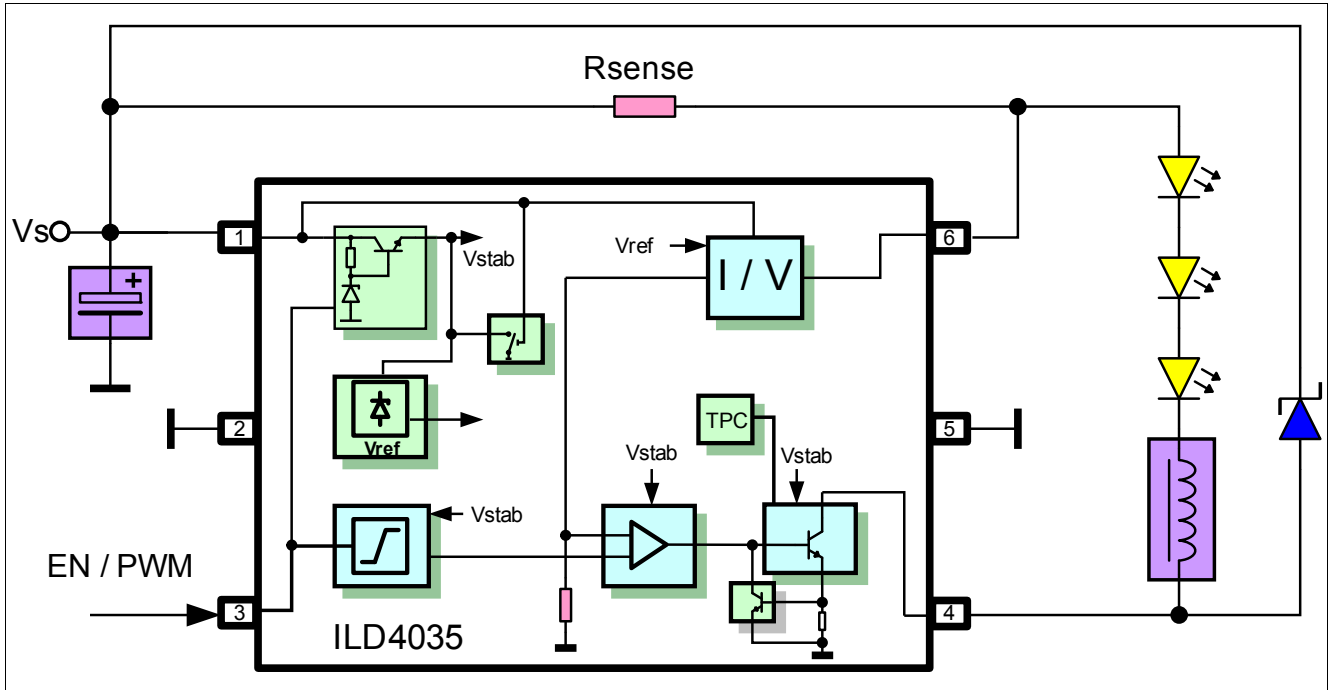 Rsense
Vs
+
1
Vstab
Vref
I / V
6
2
Vref
TPC
5
Vstab
Vstab
Vstab
EN / PWM
3
ILD4035
4